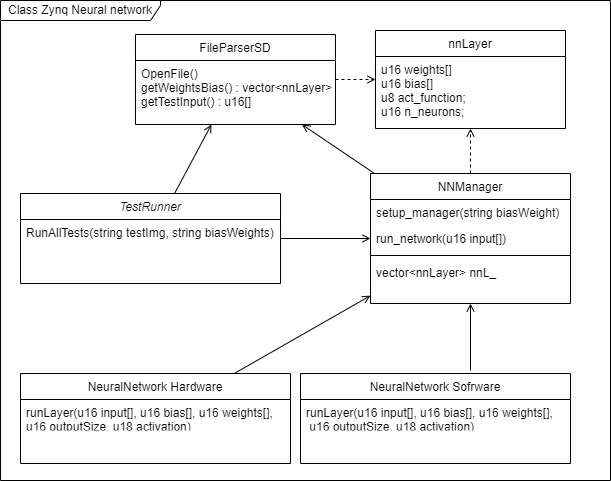 Class Zynq Neural network
FileParserSD
OpenFile()
getWeightsBias() : vector<nnLayer>
getTestInput() : u16[]
nnLayer
u16 weights[]
u16 bias[]
u8 act_function;
u16 n_neurons;
TestRunner
RunAllTests(string testImg, string biasWeights)
NNManager
setup_manager(string biasWeight)
run_network(u16 input[])
vector<nnLayer> nnL_
NeuralNetwork Hardware
runLayer(u16 input[], u16 bias[], u16 weights[],
u16 outputSize, u18 activation)
NeuralNetwork Sofrware
runLayer(u16 input[], u16 bias[], u16 weights[],
u16 outputSize, u18 activation)